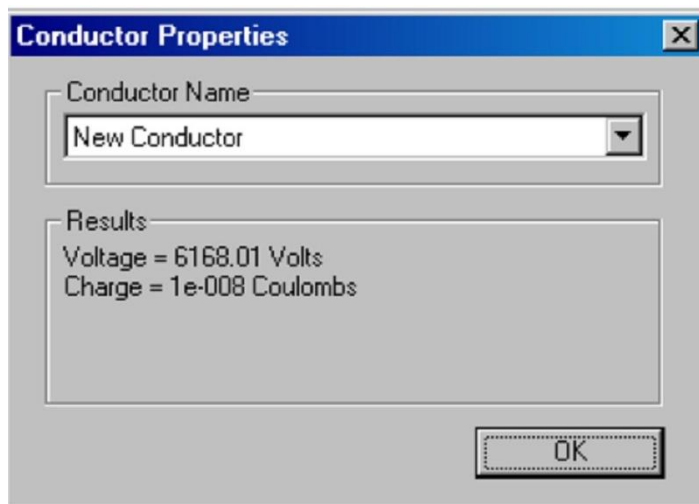 Conductor Properties
Conductor Name
New Conductor
Results
Voltage = 6168.01 Volts
Charge = 1e-008 Coulombs
OK